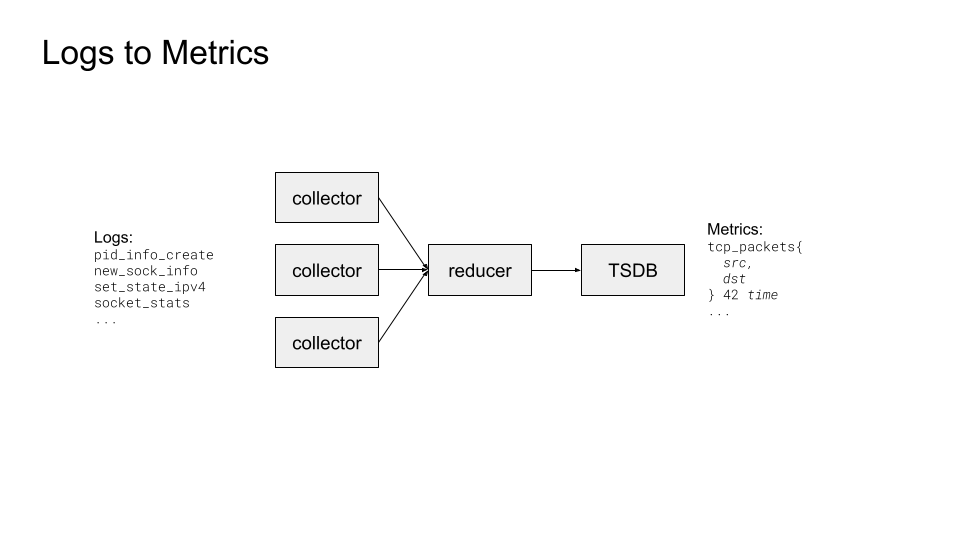 Logs to Metrics
Logs:
pid_info_create
new_sock_info
set_state_ipv4
socket_stats
...
collector
collector
collector
reducer
TSDB
Metrics:
tcp_packets{
src,
dst
} 42 time
...